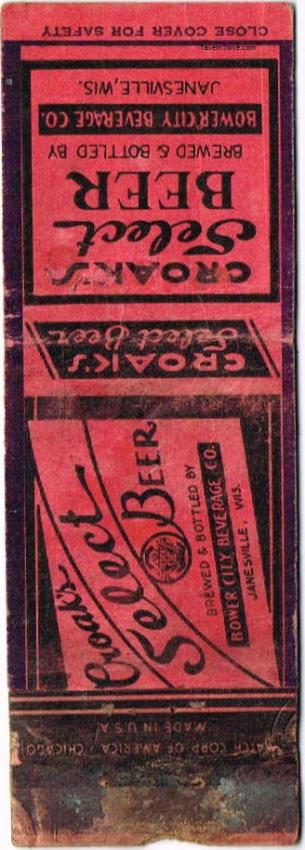 CLOSE COVER FOR SAFETY
TavernTrove.com
CROAK'S
Select
BEER
BREWED & BOTTLED BY
BOWER CITY BEVERAGE CO.
JANESVILLE, WIS.
CROAK'S
Select Beer
Croak's
Select
BEER
BREWED & BOTTLED BY
BOWER CITY BEVERAGE CO.
JANESVILLE, WIS.
MADE IN U.S.A.
MATCH CORP OF AMERICA · CHICAGO